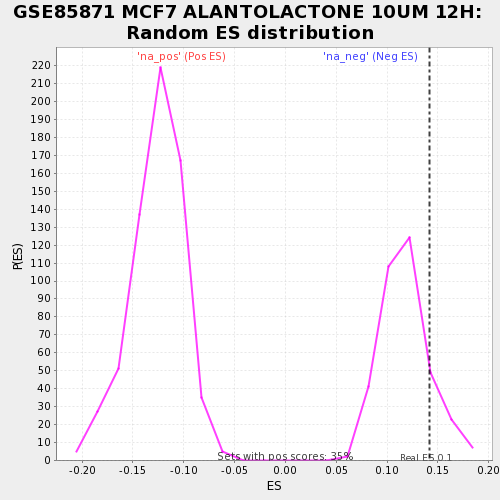 GSE85871 MCF7 ALANTOLACTONE 10UM 12H:
Random ES distribution
'na_pos' (Pos ES)
'na_neg' (Neg ES)
P(ES)
220
210
200
190
180
170
160
150
140
130
120
110
100
90
80
70
60
50
40
30
20
10
0
Sets with pos scores: 35%
Real ES 0.1
-0.20 -0.15 -0.10 -0.05 0.00 0.05 0.10 0.15 0.20
ES